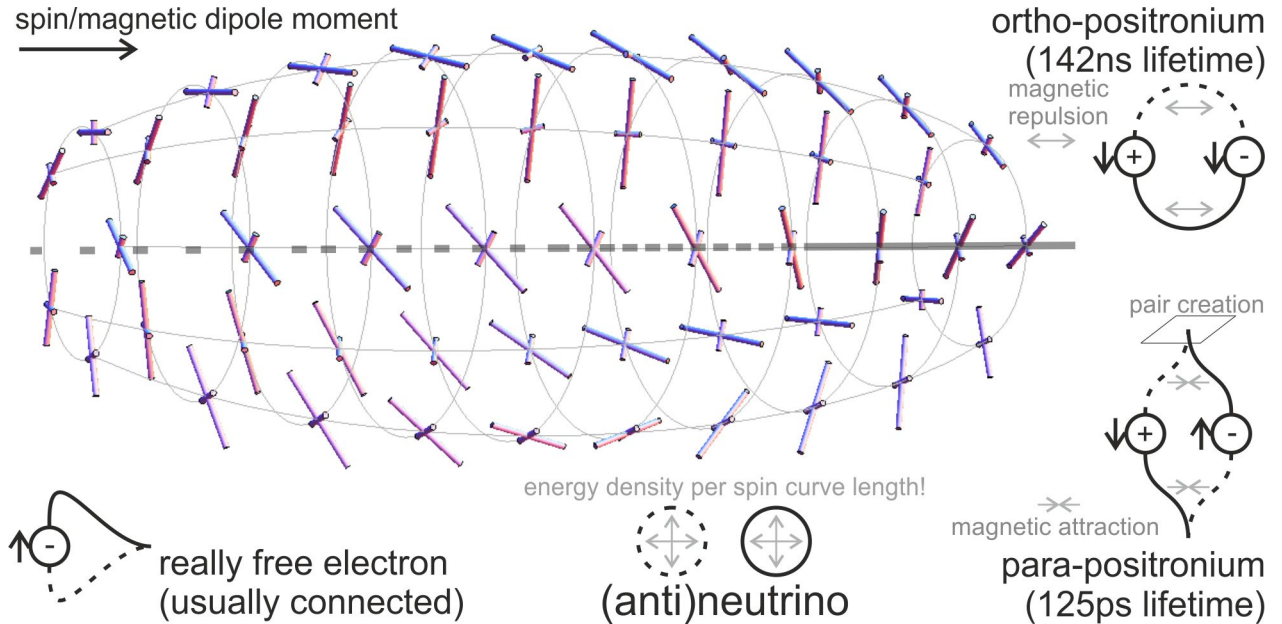 spin/magnetic dipole moment
ortho-positronium
(142ns lifetime)
magnetic
repulsion
+
-
pair creation
+
-
magnetic attraction
para-positronium
(125ps lifetime)
energy density per spin curve length!
(anti)neutrino
-
really free electron
(usually connected)